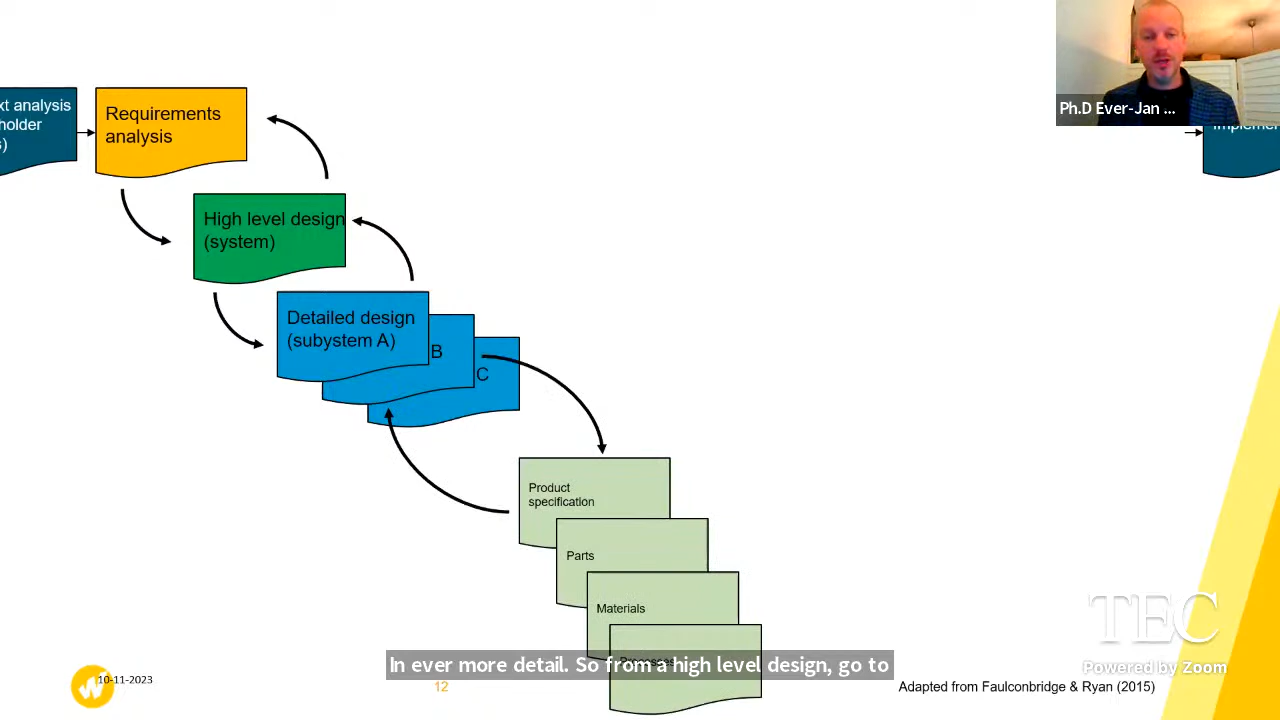 xt analysis
holder
s)
Requirements
analysis
High level design
(system)
Detailed design
(subystem A)
B
C
Product
specification
Parts
Materials
In ever more detail. So from a high level design, go to
Ph.D Ever-Jan ...
TEC
Powered by Zoom
10-11-2023
12
Adapted from Faulconbridge & Ryan (2015)